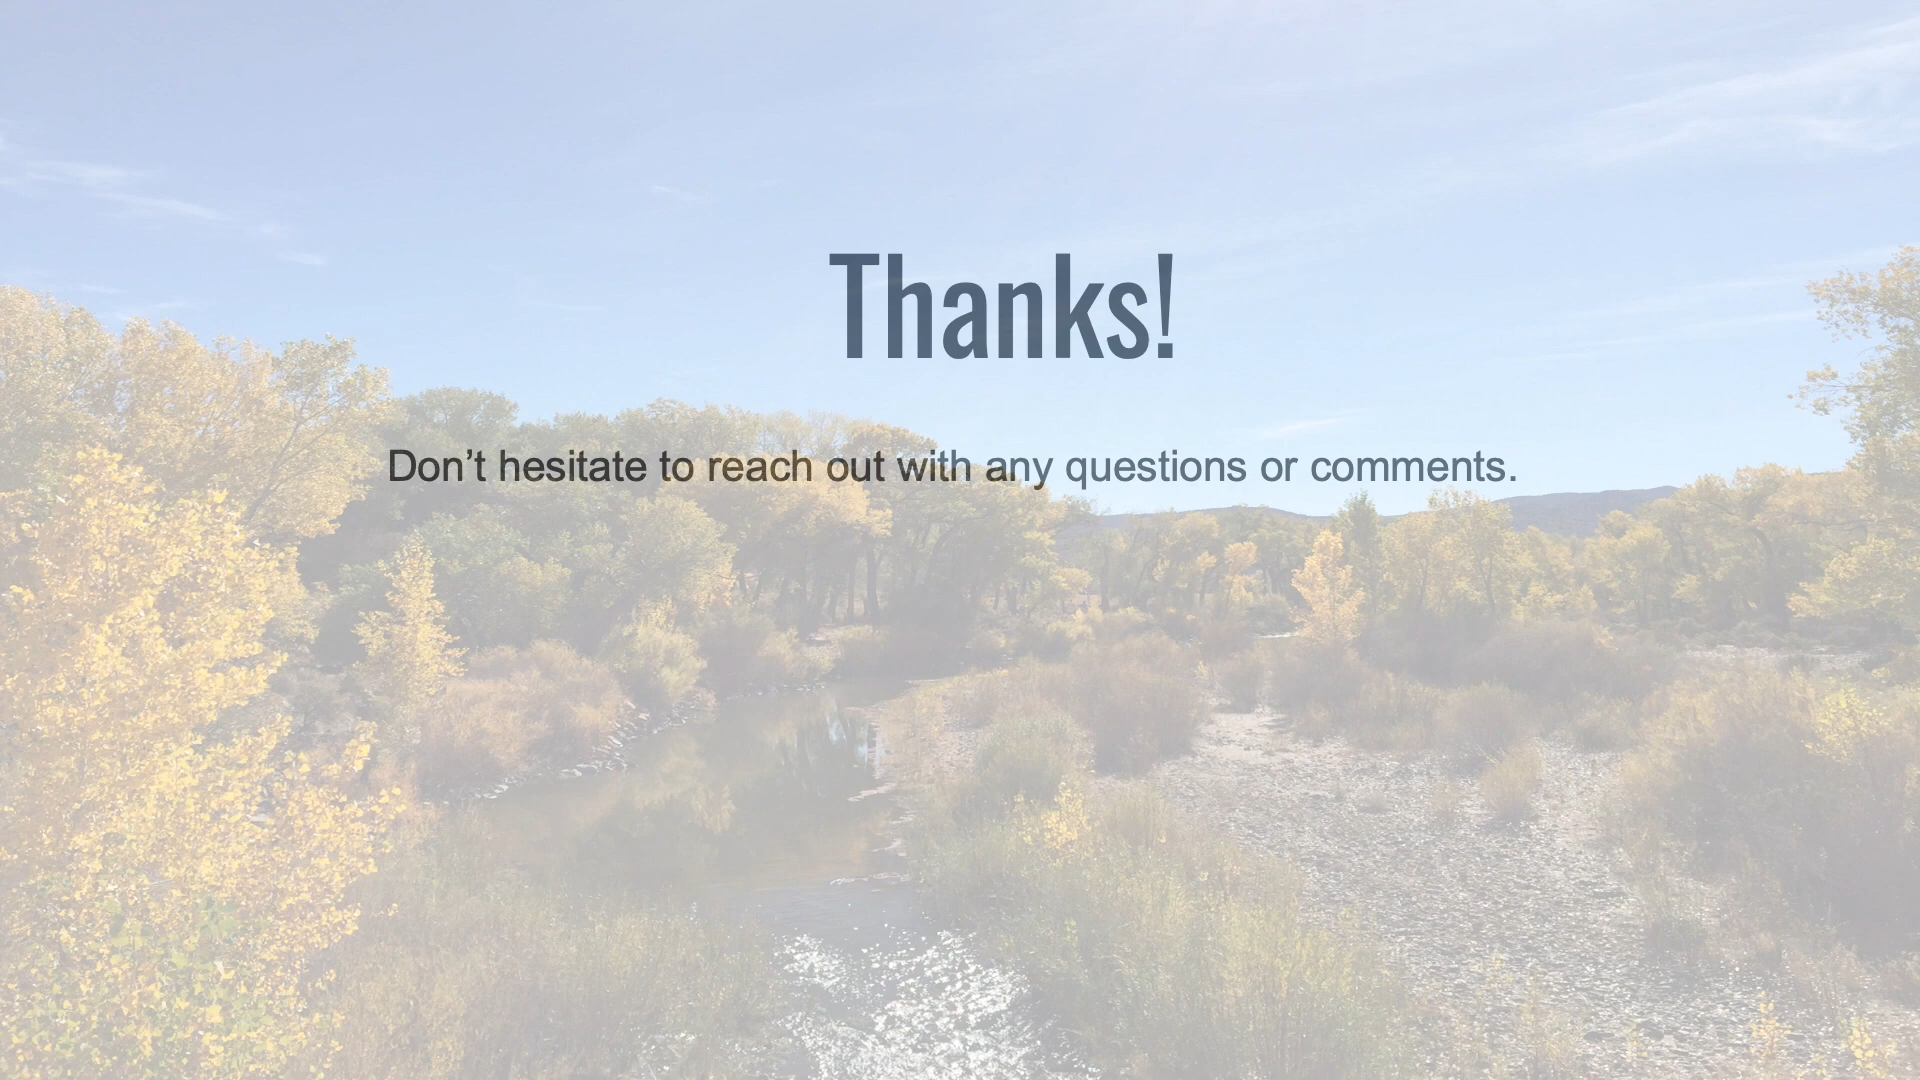 Thanks!
Don’t hesitate to reach out with any questions or comments.